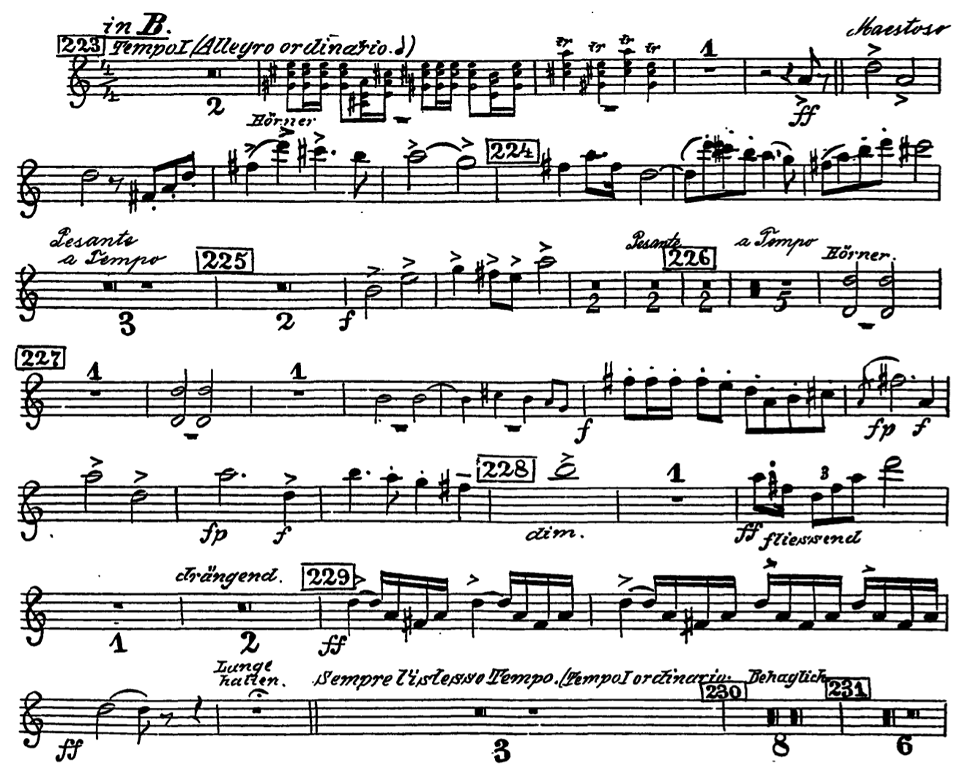 in B.
223 Tempo I (Allegro ordinario.)
Maestoso
1
2
Hörner
tr tr tr tr
ff
224
Pesante
a Tempo
225
Pesante
226
a Tempo
Hörner.
3
2
f
2
2
2
5
227
1
1
f
fp
f
228
1
3
fp
f
dim.
ff fliessend
drängend.
229
1
2
ff
Lunge
halten.
Sempre l'istesso Tempo. (Tempo I ordinario.
230
Behaglich
231
ff
3
8
6